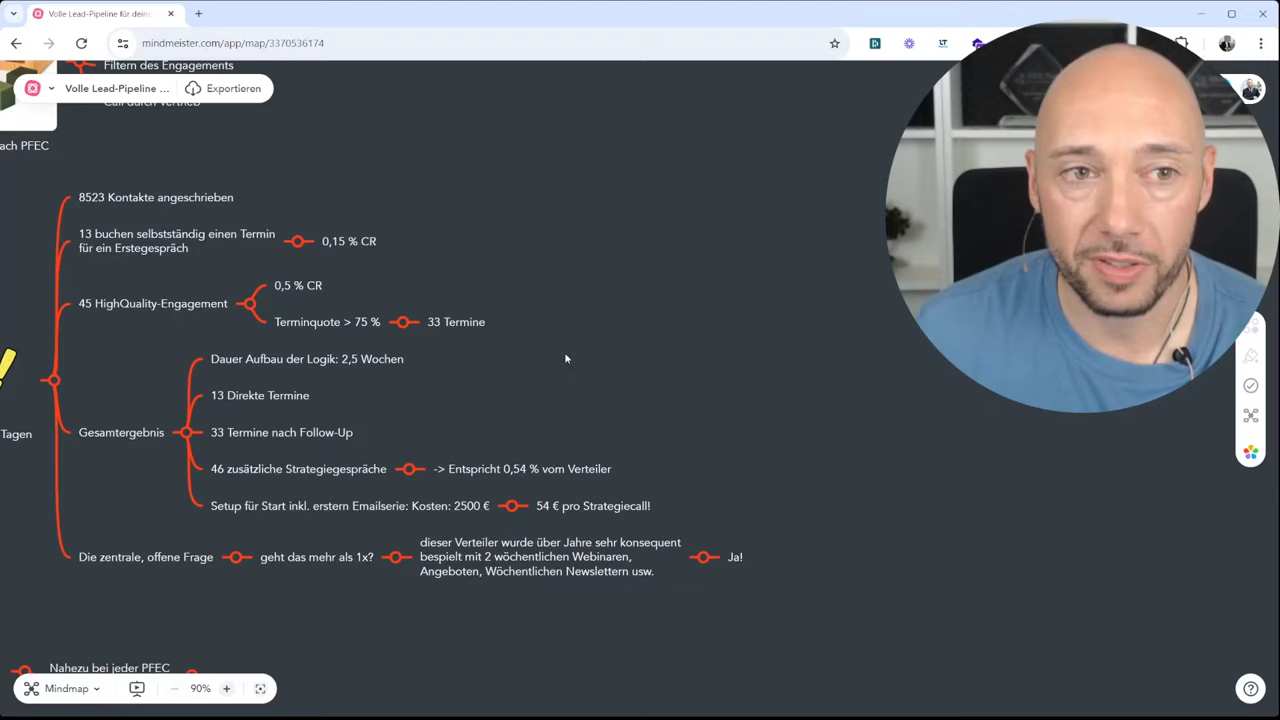 Volle Lead-Pipeline für deine
mindmeister.com/app/map/3370536174
LT
Filtern des Engagements
Volle Lead-Pipeline ...
Exportieren
Call durch Vertrieb
ach PFEC
8523 Kontakte angeschrieben
13 buchen selbstständig einen Termin
für ein Erstegespräch
0,15 % CR
45 HighQuality-Engagement
0,5 % CR
Terminquote > 75 %
33 Termine
Tagen
Gesamtergebnis
Dauer Aufbau der Logik: 2,5 Wochen
13 Direkte Termine
33 Termine nach Follow-Up
46 zusätzliche Strategiegespräche
-> Entspricht 0,54 % vom Verteiler
Setup für Start inkl. erstern Emailserie: Kosten: 2500 €
54 € pro Strategiecall!
Die zentrale, offene Frage
geht das mehr als 1x?
dieser Verteiler wurde über Jahre sehr konsequent
bespielt mit 2 wöchentlichen Webinaren,
Angeboten, Wöchentlichen Newslettern usw.
Ja!
Nahezu bei jeder PFEC
Mindmap
90%